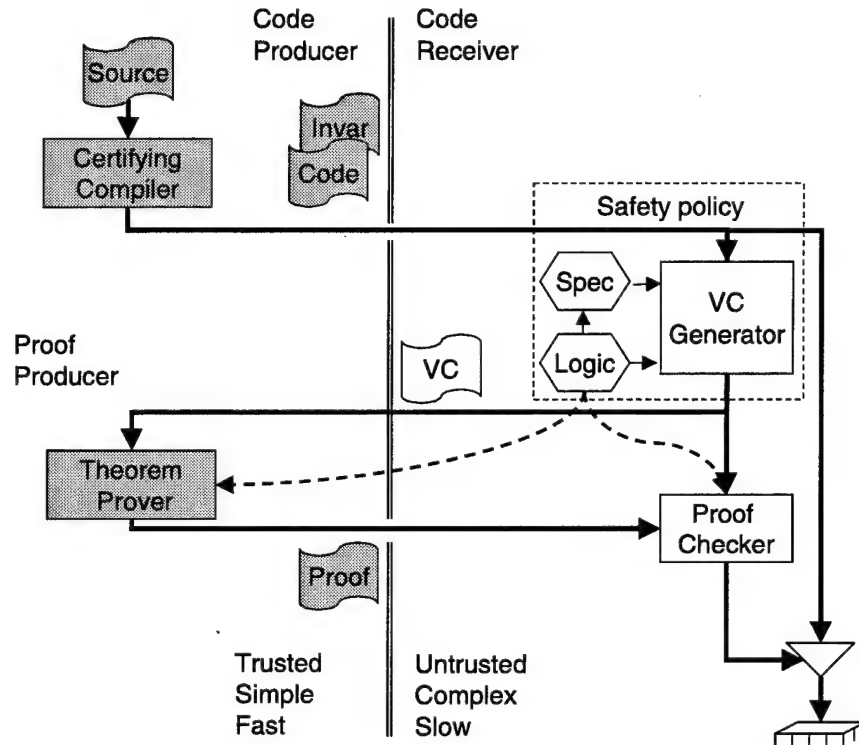 Code
Producer
Code
Receiver
Source
Invar
Code
Certifying
Compiler
Safety policy
Spec
VC
Generator
Logic
Proof
Producer
VC
Theorem
Prover
Proof
Checker
Proof
Trusted
Simple
Fast
Untrusted
Complex
Slow